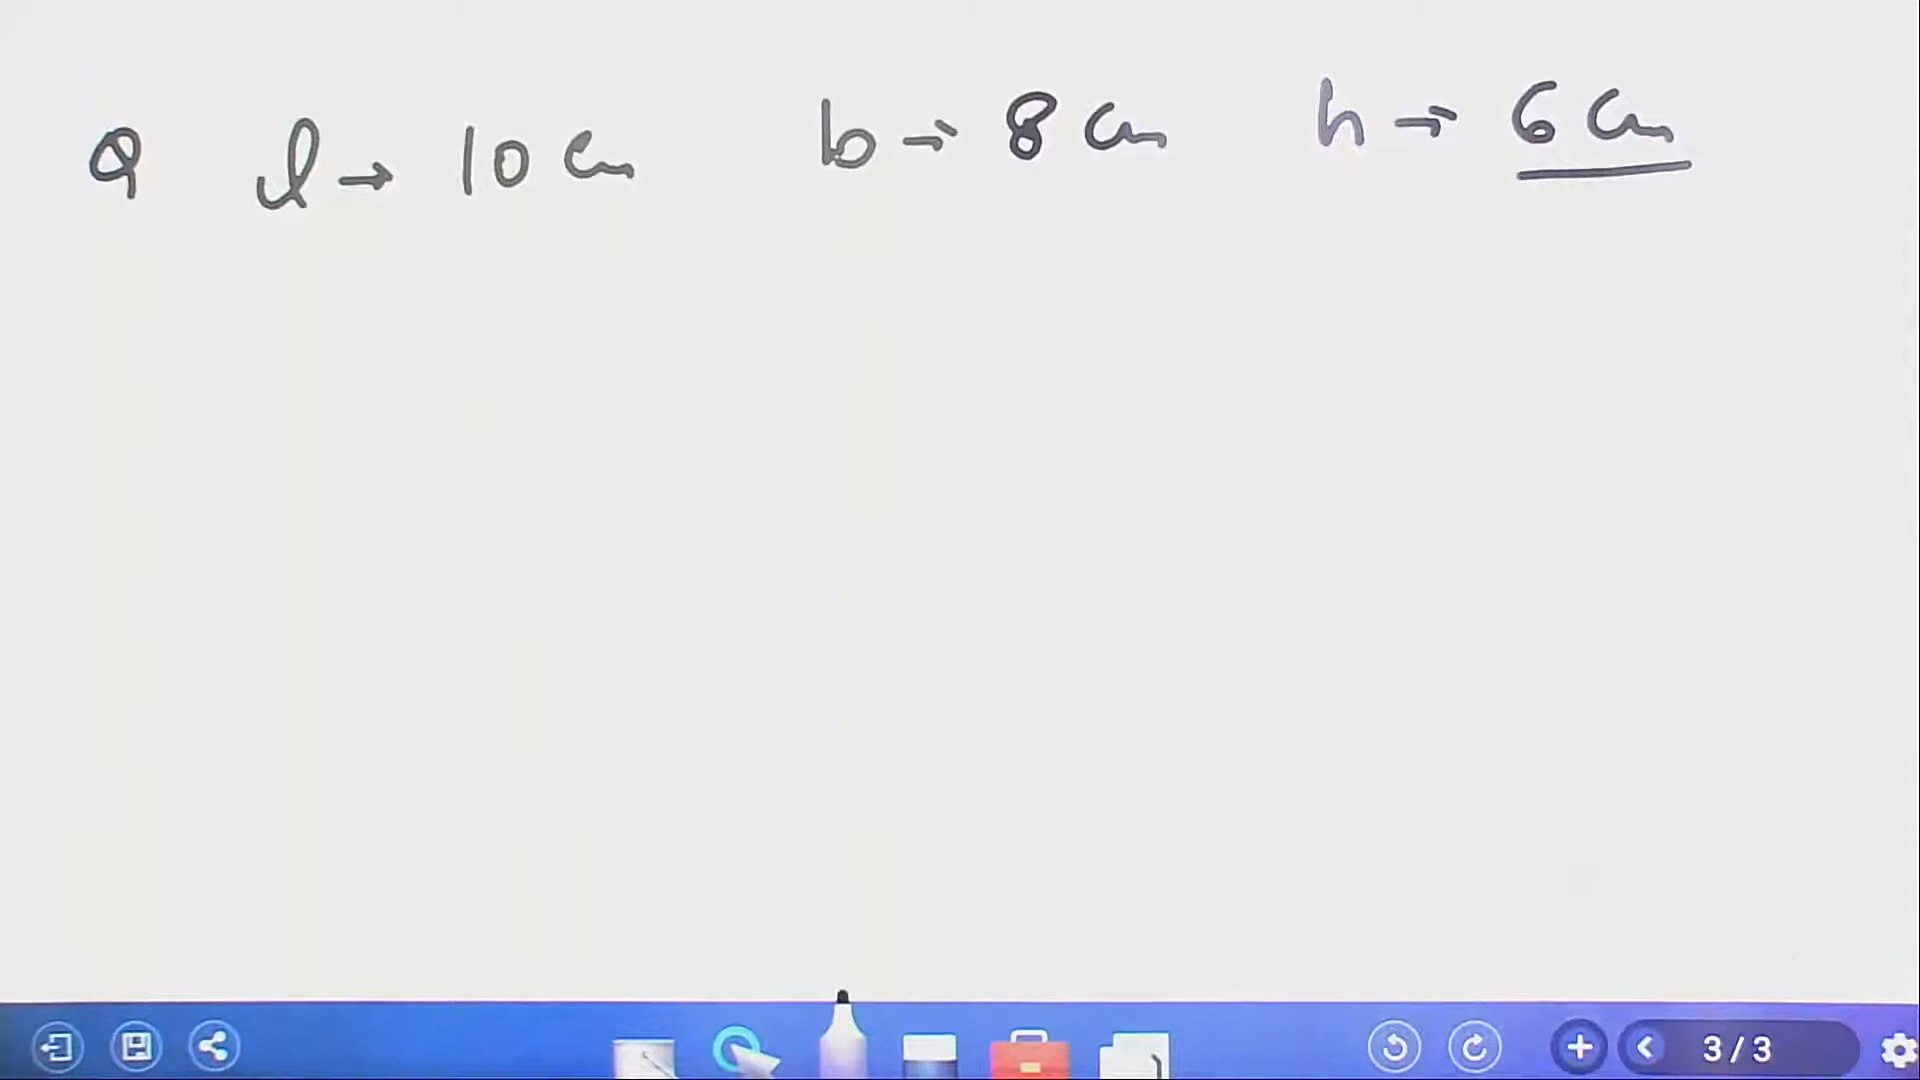 Q l → 10 cm b → 8 cm h → 6 cm
3/3